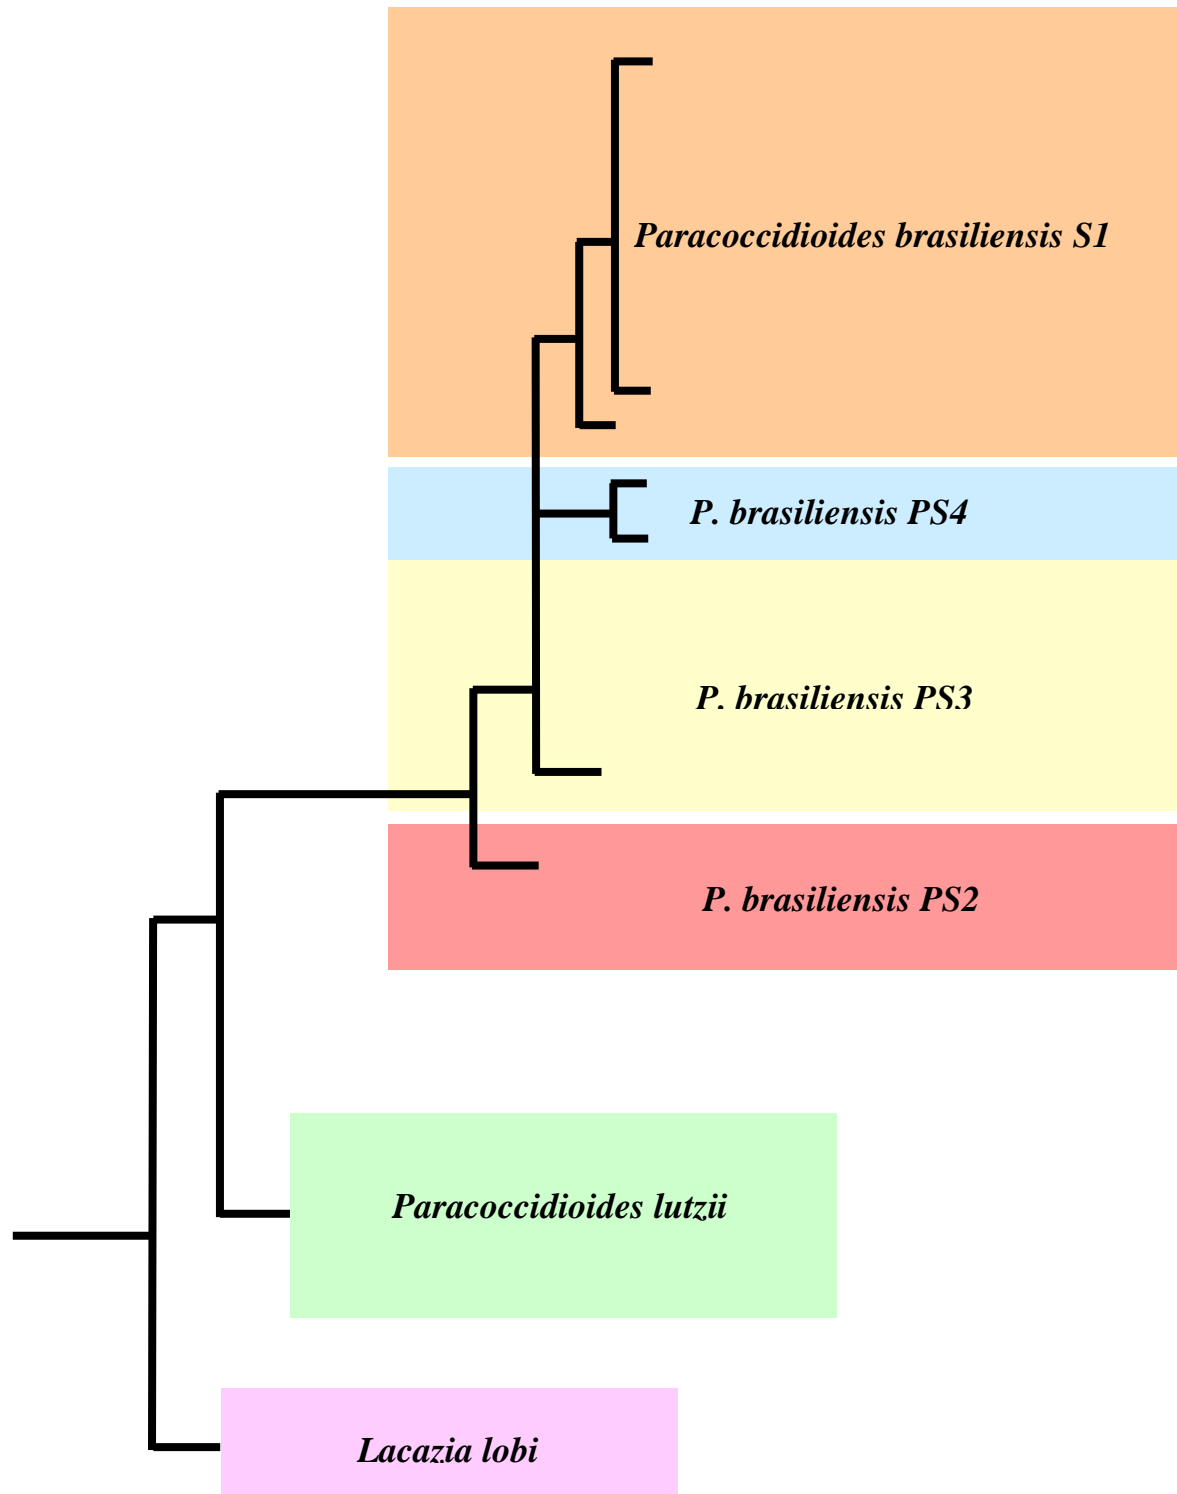 Paracoccidioides brasiliensis S1
P. brasiliensis PS4
P. brasiliensis PS3
P. brasiliensis PS2
Paracoccidioides lutzii
Lacazia lobi